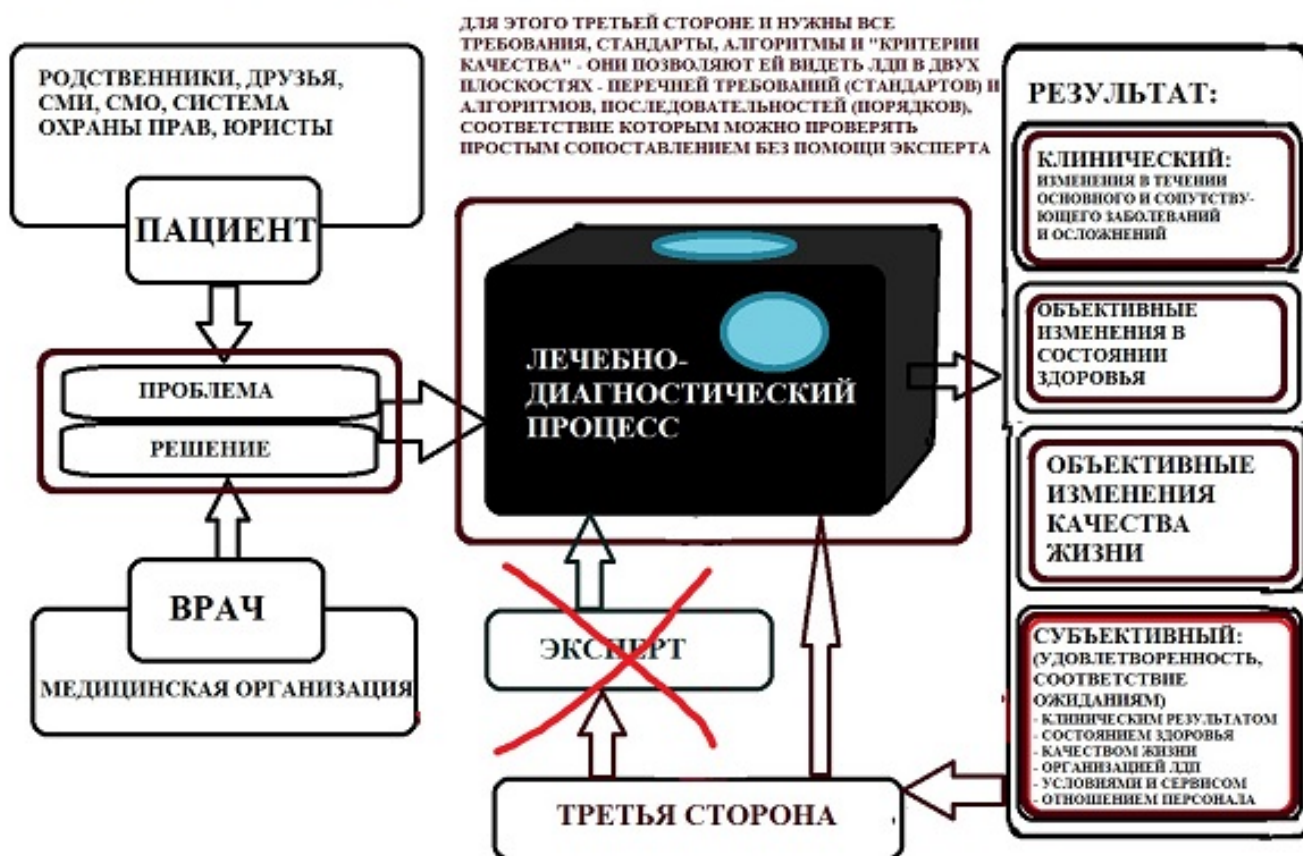 ДЛЯ ЭТОГО ТРЕТЬЕЙ СТОРОНЕ И НУЖНЫ ВСЕ
ТРЕБОВАНИЯ, СТАНДАРТЫ, АЛГОРИТМЫ И "КРИТЕРИИ
КАЧЕСТВА" - ОНИ ПОЗВОЛЯЮТ ЕЙ ВИДЕТЬ ЛДП В ДВУХ
ПЛОСКОСТЯХ - ПЕРЕЧНЕЙ ТРЕБОВАНИЙ (СТАНДАРТОВ) И
АЛГОРИТМОВ, ПОСЛЕДОВАТЕЛЬНОСТЕЙ (ПОРЯДКОВ),
СООТВЕТСТВИЕ КОТОРЫМ МОЖНО ПРОВЕРЯТЬ
ПРОСТЫМ СОПОСТАВЛЕНИЕМ БЕЗ ПОМОЩИ ЭКСПЕРТА
РОДСТВЕННИКИ, ДРУЗЬЯ,
СМИ, СМО, СИСТЕМА
ОХРАНЫ ПРАВ, ЮРИСТЫ
ПАЦИЕНТ
ПРОБЛЕМА
РЕШЕНИЕ
ВРАЧ
МЕДИЦИНСКАЯ ОРГАНИЗАЦИЯ
ЛЕЧЕБНО-
ДИАГНОСТИЧЕСКИЙ
ПРОЦЕСС
ЭКСПЕРТ
ТРЕТЬЯ СТОРОНА
РЕЗУЛЬТАТ:
КЛИНИЧЕСКИЙ:
ИЗМЕНЕНИЯ В ТЕЧЕНИИ
ОСНОВНОГО И СОПУТСТВУ-
ЮЩЕГО ЗАБОЛЕВАНИЙ
И ОСЛОЖНЕНИЙ
ОБЪЕКТИВНЫЕ
ИЗМЕНЕНИЯ В
СОСТОЯНИИ
ЗДОРОВЬЯ
ОБЪЕКТИВНЫЕ
ИЗМЕНЕНИЯ
КАЧЕСТВА
ЖИЗНИ
СУБЪЕКТИВНЫЙ:
(УДОВЛЕТВОРЕННОСТЬ,
СООТВЕТСТВИЕ
ОЖИДАНИЯМ)
- КЛИНИЧЕСКИМ РЕЗУЛЬТАТОМ
- СОСТОЯНИЕМ ЗДОРОВЬЯ
- КАЧЕСТВОМ ЖИЗНИ
- ОРГАНИЗАЦИЕЙ ЛДП
- УСЛОВИЯМИ И СЕРВИСОМ
- ОТНОШЕНИЕМ ПЕРСОНАЛА